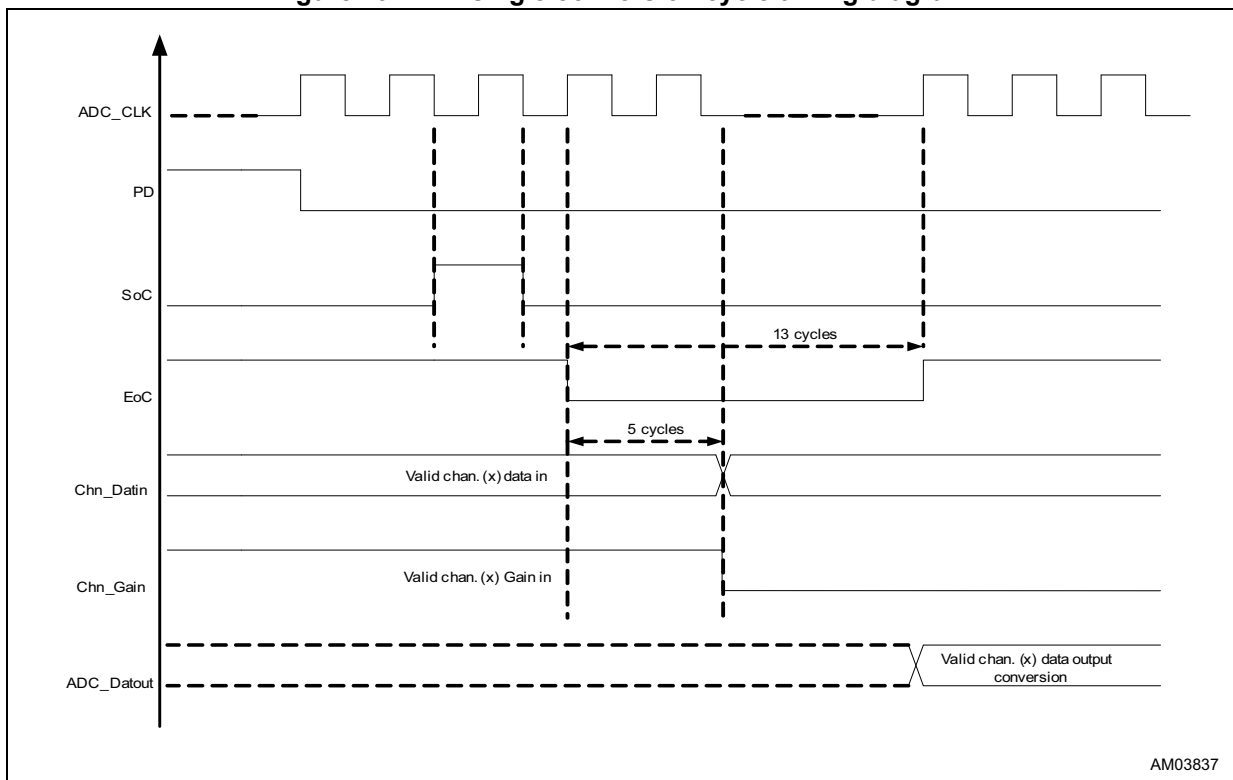 ADC_CLK
PD
SoC
13 cycles
EoC
5 cycles
Valid chan. (x) data in
Chn_Datin
Valid chan. (x) Gain in
Chn_Gain
Valid chan. (x) data output
conversion
ADC_Datout
AM03837